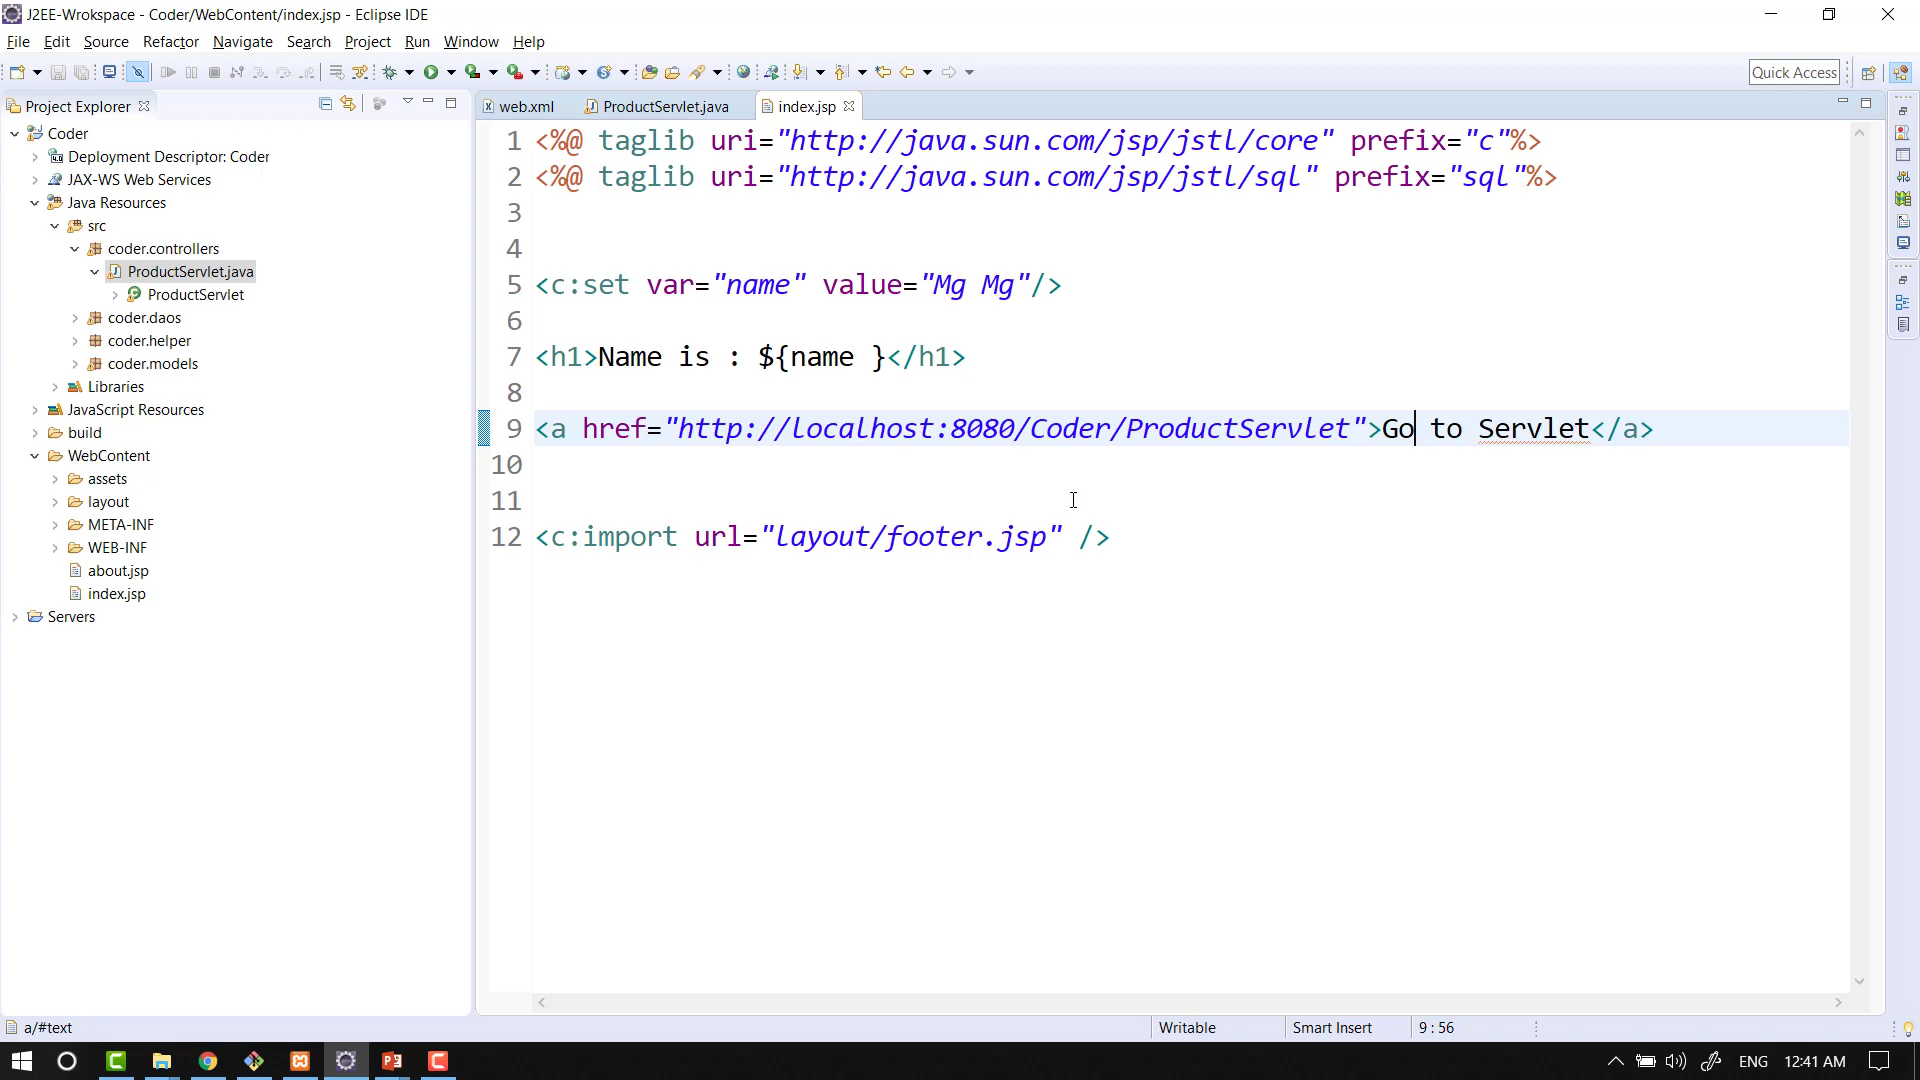 J2EE-Wrokspace - Coder/WebContent/index.jsp - Eclipse IDE
File Edit Source Refactor Navigate Search Project Run Window Help
Quick Access
Project Explorer
web.xml ProductServlet.java index.jsp
Coder
Deployment Descriptor: Coder
JAX-WS Web Services
Java Resources
src
coder.controllers
ProductServlet.java
ProductServlet
coder.daos
coder.helper
coder.models
Libraries
JavaScript Resources
build
WebContent
assets
layout
META-INF
WEB-INF
about.jsp
index.jsp
Servers
1 <%@ taglib uri="http://java.sun.com/jsp/jstl/core" prefix="c"%>
2 <%@ taglib uri="http://java.sun.com/jsp/jstl/sql" prefix="sql"%>
3
4
5 <c:set var="name" value="Mg Mg"/>
6
7 <h1>Name is : ${name }</h1>
8
9 <a href="http://localhost:8080/Coder/ProductServlet">Go to Servlet</a>
10
11
12 <c:import url="layout/footer.jsp" />
a/#text
Writable Smart Insert 9 : 56
ENG 12:41 AM